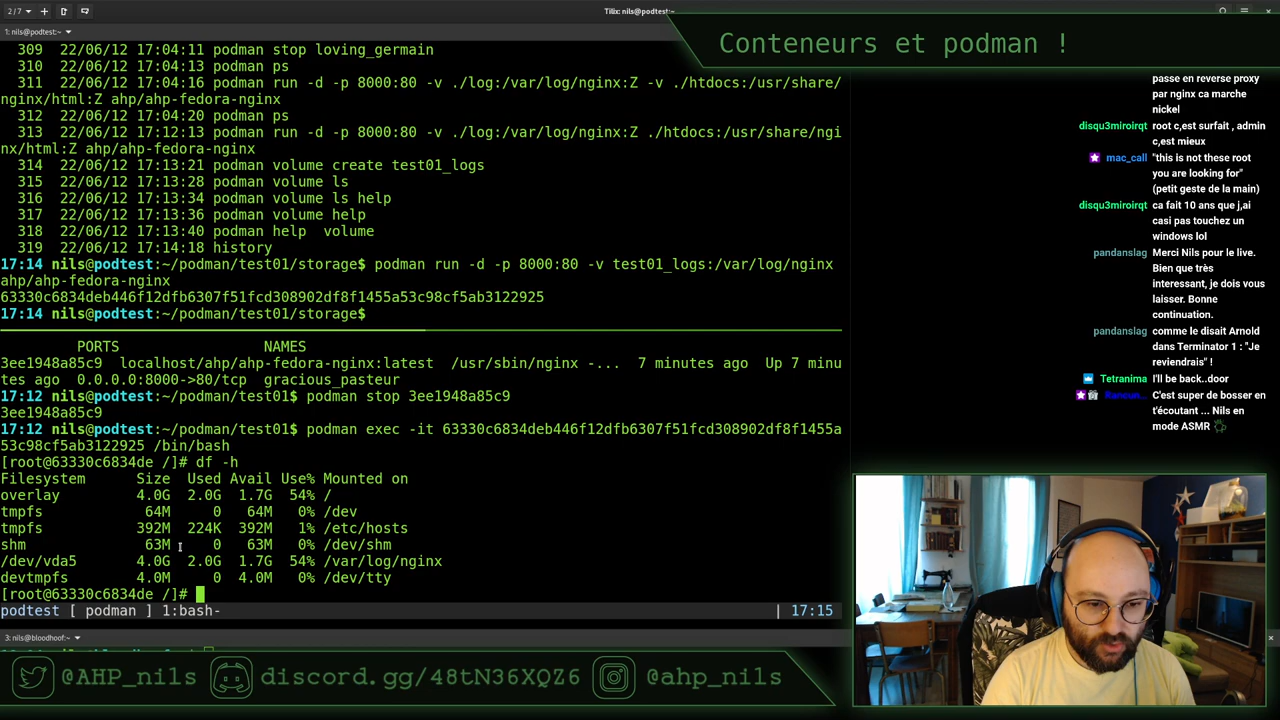 2/7
Tilix: nils@podtest:~
1: nils@podtest:~
309  22/06/12 17:04:11 podman stop loving_germain
310  22/06/12 17:04:13 podman ps
311  22/06/12 17:04:16 podman run -d -p 8000:80 -v ./log:/var/log/nginx:Z -v ./htdocs:/usr/share/
nginx/html:Z ahp/ahp-fedora-nginx
312  22/06/12 17:04:20 podman ps
313  22/06/12 17:12:13 podman run -d -p 8000:80 -v ./log:/var/log/nginx:Z ./htdocs:/usr/share/ngi
nx/html:Z ahp/ahp-fedora-nginx
314  22/06/12 17:13:21 podman volume create test01_logs
315  22/06/12 17:13:28 podman volume ls
316  22/06/12 17:13:34 podman volume ls help
317  22/06/12 17:13:36 podman volume help
318  22/06/12 17:13:40 podman help  volume
319  22/06/12 17:14:18 history
17:14 nils@podtest:~/podman/test01/storage$ podman run -d -p 8000:80 -v test01_logs:/var/log/nginx
ahp/ahp-fedora-nginx
63330c6834deb446f12dfb6307f51fcd308902df8f1455a53c98cf5ab3122925
17:14 nils@podtest:~/podman/test01/storage$
PORTS                 NAMES
3ee1948a85c9  localhost/ahp/ahp-fedora-nginx:latest  /usr/sbin/nginx -...  7 minutes ago  Up 7 minu
tes ago  0.0.0.0:8000->80/tcp  gracious_pasteur
17:12 nils@podtest:~/podman/test01$ podman stop 3ee1948a85c9
3ee1948a85c9
17:12 nils@podtest:~/podman/test01$ podman exec -it 63330c6834deb446f12dfb6307f51fcd308902df8f1455a
53c98cf5ab3122925 /bin/bash
[root@63330c6834de /]# df -h
Filesystem      Size  Used Avail Use% Mounted on
overlay         4.0G  2.0G  1.7G  54% /
tmpfs            64M     0   64M   0% /dev
tmpfs           392M  224K  392M   1% /etc/hosts
shm              63M     0   63M   0% /dev/shm
/dev/vda5       4.0G  2.0G  1.7G  54% /var/log/nginx
devtmpfs        4.0M     0  4.0M   0% /dev/tty
[root@63330c6834de /]#
podtest [ podman ] 1:bash-
| 17:15
3: nils@bloodhoof:~
Conteneurs et podman !
passe en reverse proxy
par nginx ca marche
nickel
disqu3miroirqt root c,est surfait , admin
c,est mieux
mac_call "this is not these root
you are looking for"
(petit geste de la main)
disqu3miroirqt ca fait 10 ans que j,ai
casi pas touchez un
windows lol
pandanslag Merci Nils pour le live.
Bien que très
interessant, je dois vous
laisser. Bonne
continuation.
pandanslag comme le disait Arnold
dans Terminator 1 : "Je
reviendrais" !
Tetranima I'll be back..door
C'est super de bosser en
t'écoutant ... Nils en
mode ASMR
@AHP_nils
discord.gg/48tN36XQZ6
@ahp_nils